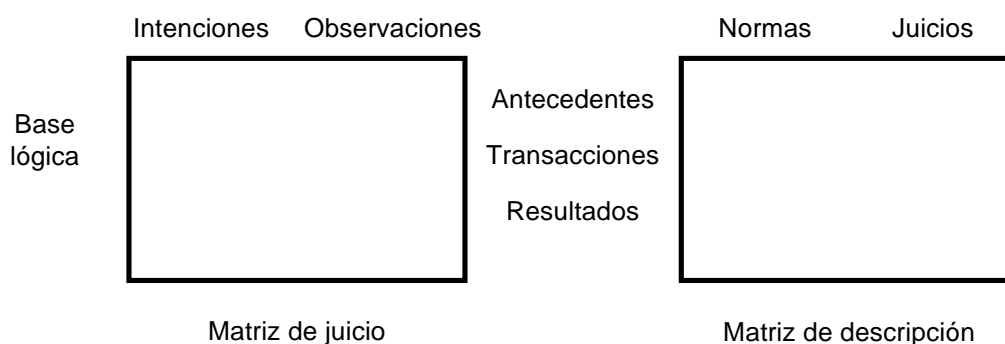 Intenciones Observaciones Normas Juicios
Base
lógica
Antecedentes
Transacciones
Resultados
Matriz de juicio Matriz de descripción